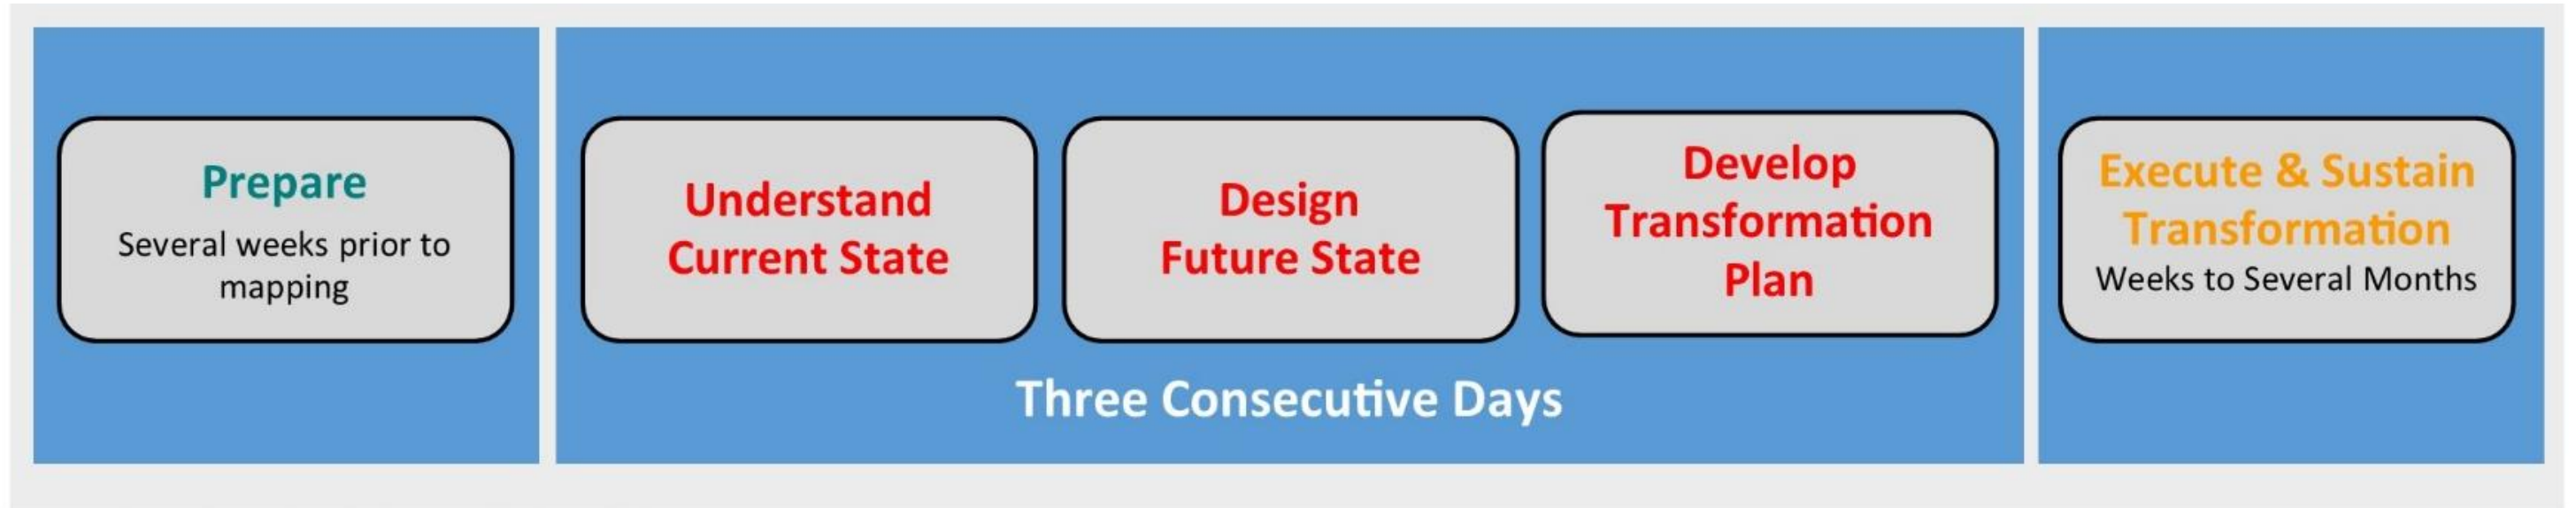 Prepare
Several weeks prior to
mapping
Understand
Current State
Design
Future State
Develop
Transformation
Plan
Three Consecutive Days
Execute & Sustain
Transformation
Weeks to Several Months